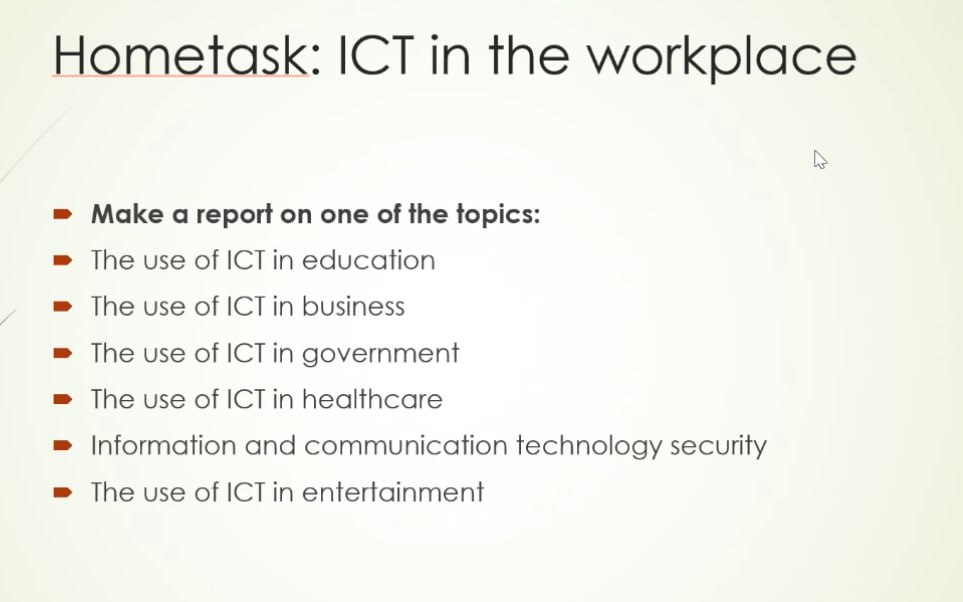 Hometask: ICT in the workplace
Make a report on one of the topics:
The use of ICT in education
The use of ICT in business
The use of ICT in government
The use of ICT in healthcare
Information and communication technology security
The use of ICT in entertainment